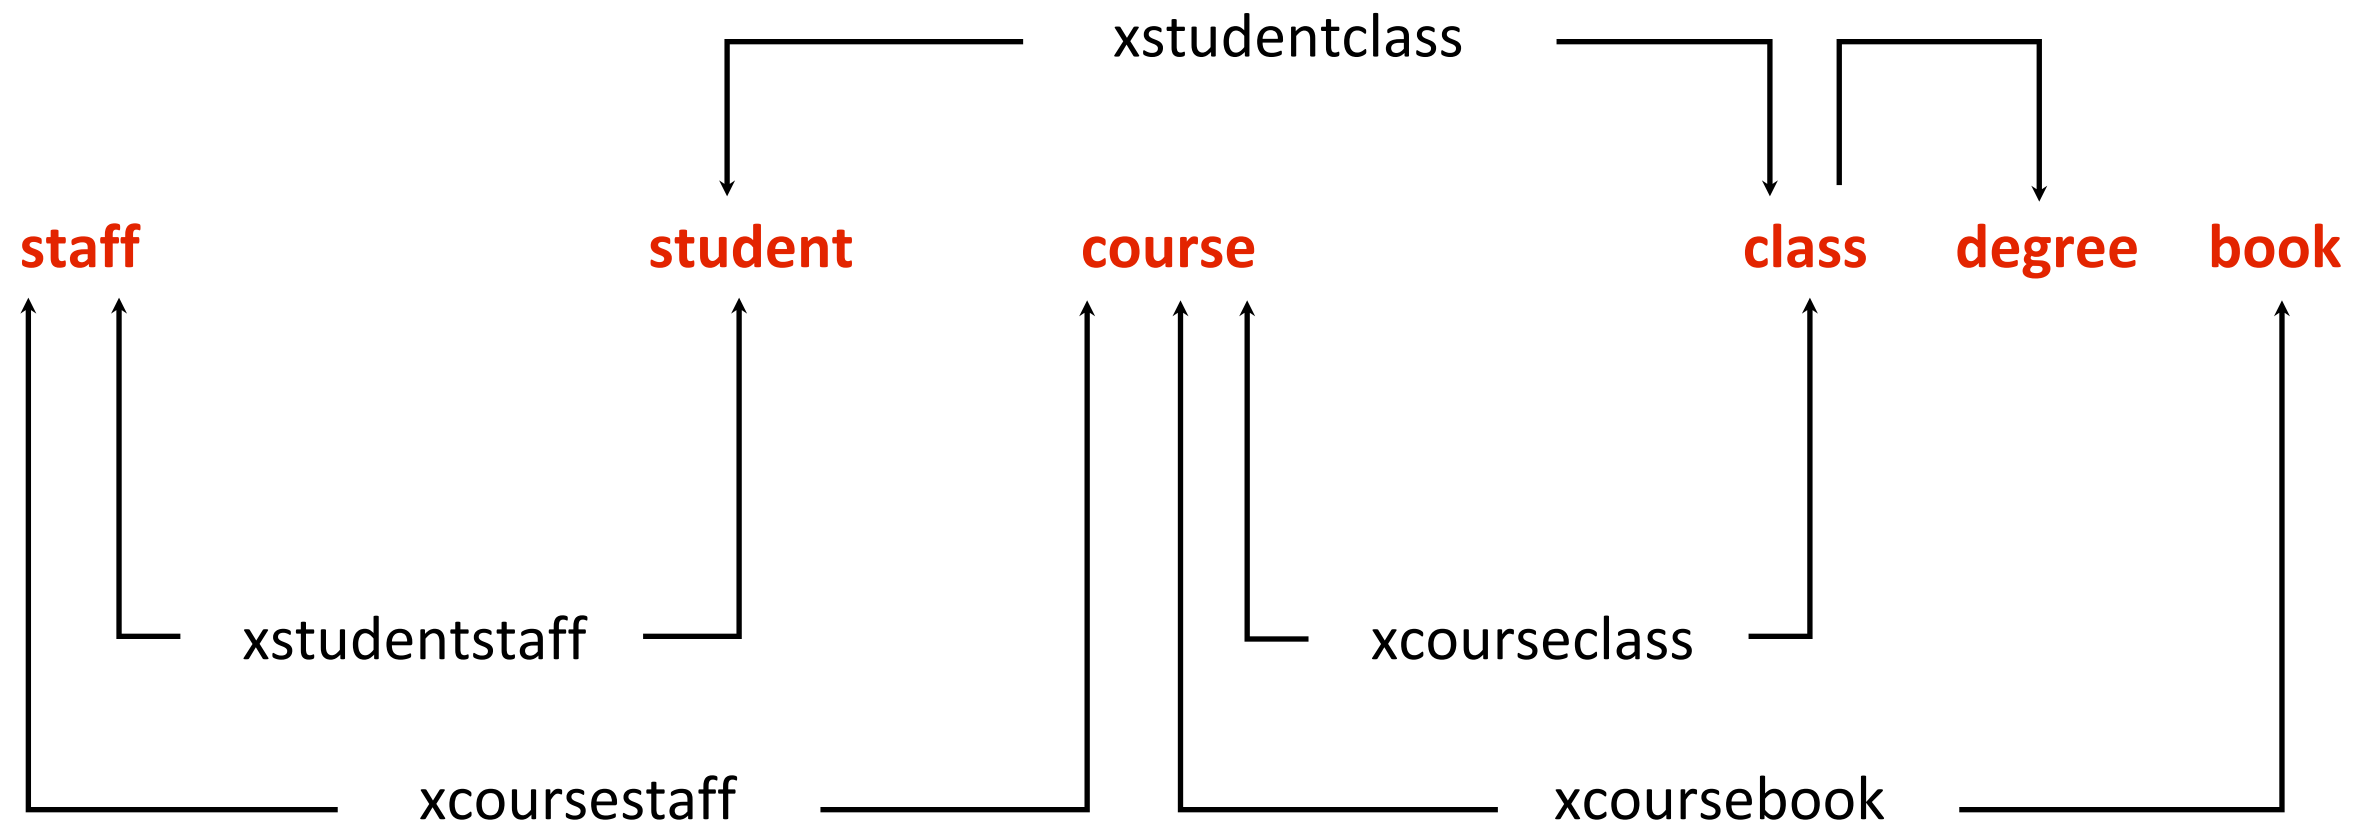 xstudentclass
staff student course class degree book
xstudentstaff xcourseclass
xcoursestaff xcoursebook